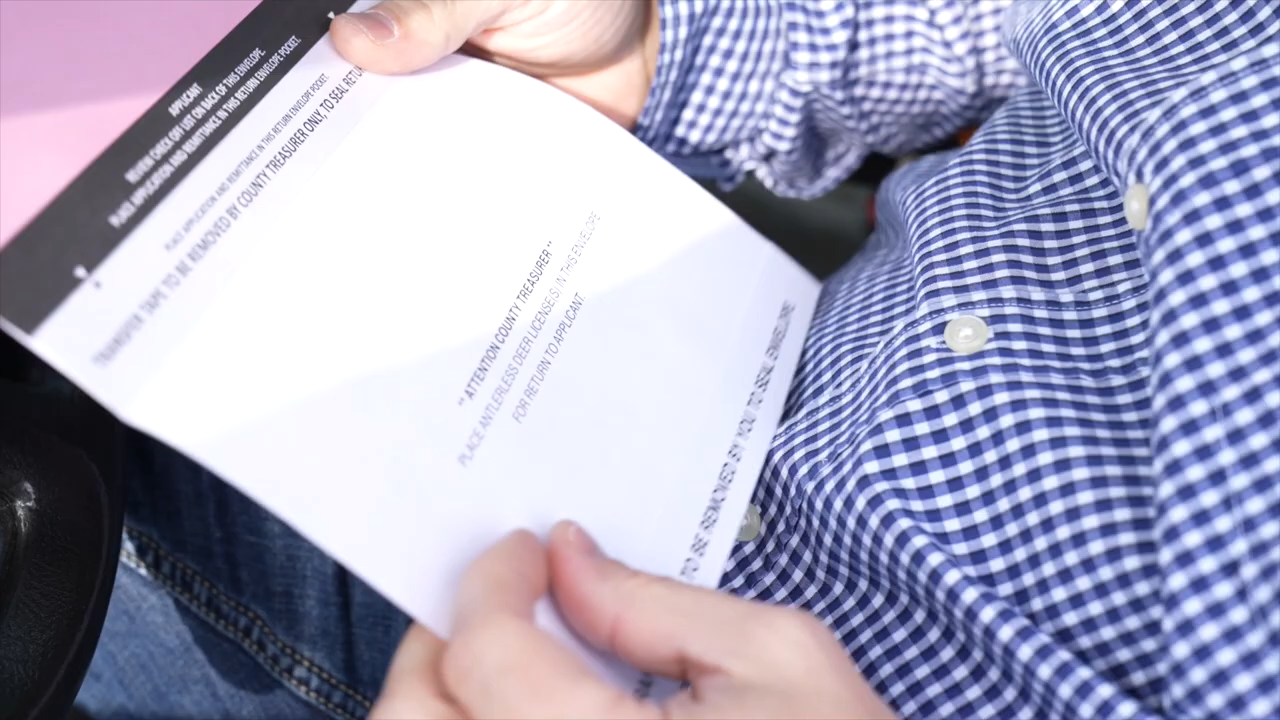 APPLICANT
REVIEW CHECK OFF LIST ON BACK OF THIS ENVELOPE.
PLACE APPLICATION AND REMITTANCE IN THIS RETURN ENVELOPE POCKET.
PLACE APPLICATION AND REMITTANCE IN THIS RETURN ENVELOPE POCKET.
TRANSFER TAPE TO BE REMOVED BY COUNTY TREASURER ONLY, TO SEAL RETU
"ATTENTION COUNTY TREASURER"
PLACE ANTLERLESS DEER LICENSE(S) IN THIS ENVELOPE
FOR RETURN TO APPLICANT
TO BE REMOVED BY YOU TO SEAL ENVELOPE